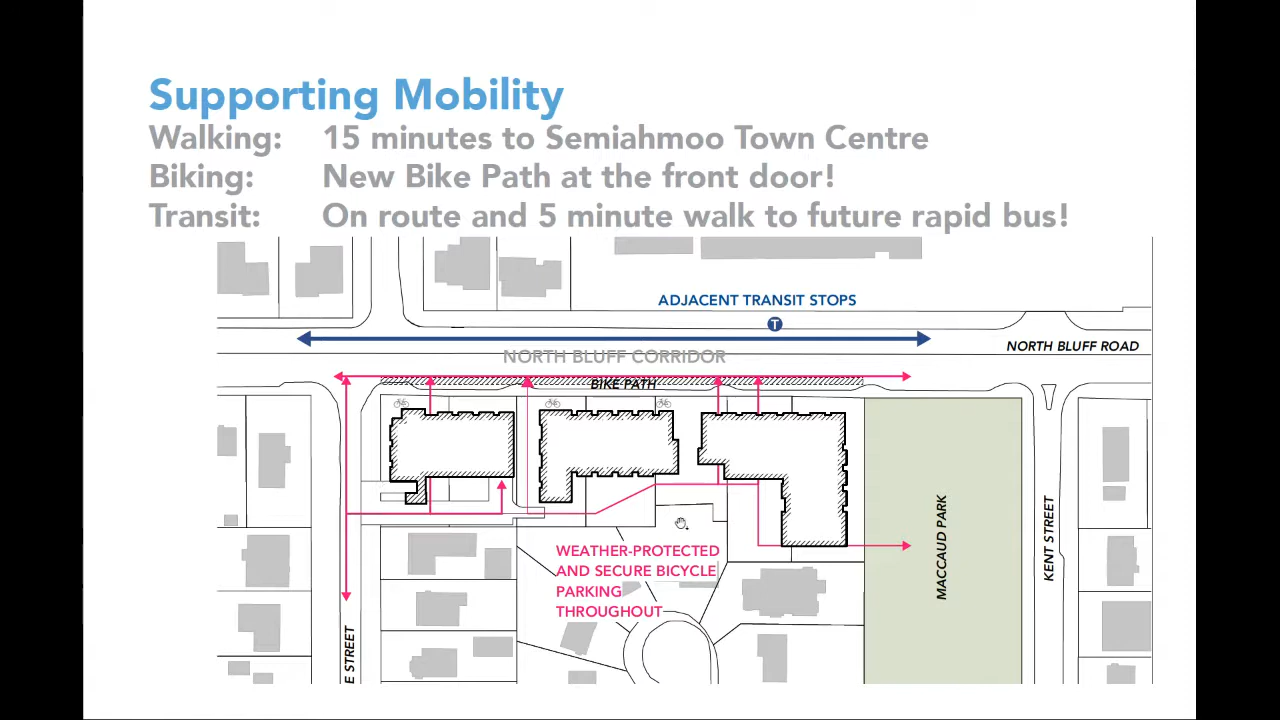 Supporting Mobility
Walking: 15 minutes to Semiahmoo Town Centre
Biking: New Bike Path at the front door!
Transit: On route and 5 minute walk to future rapid bus!
ADJACENT TRANSIT STOPS
T
NORTH BLUFF ROAD
NORTH BLUFF CORRIDOR
BIKE PATH
WEATHER-PROTECTED
AND SECURE BICYCLE
PARKING
THROUGHOUT
MACCAUD PARK
KENT STREET
E STREET